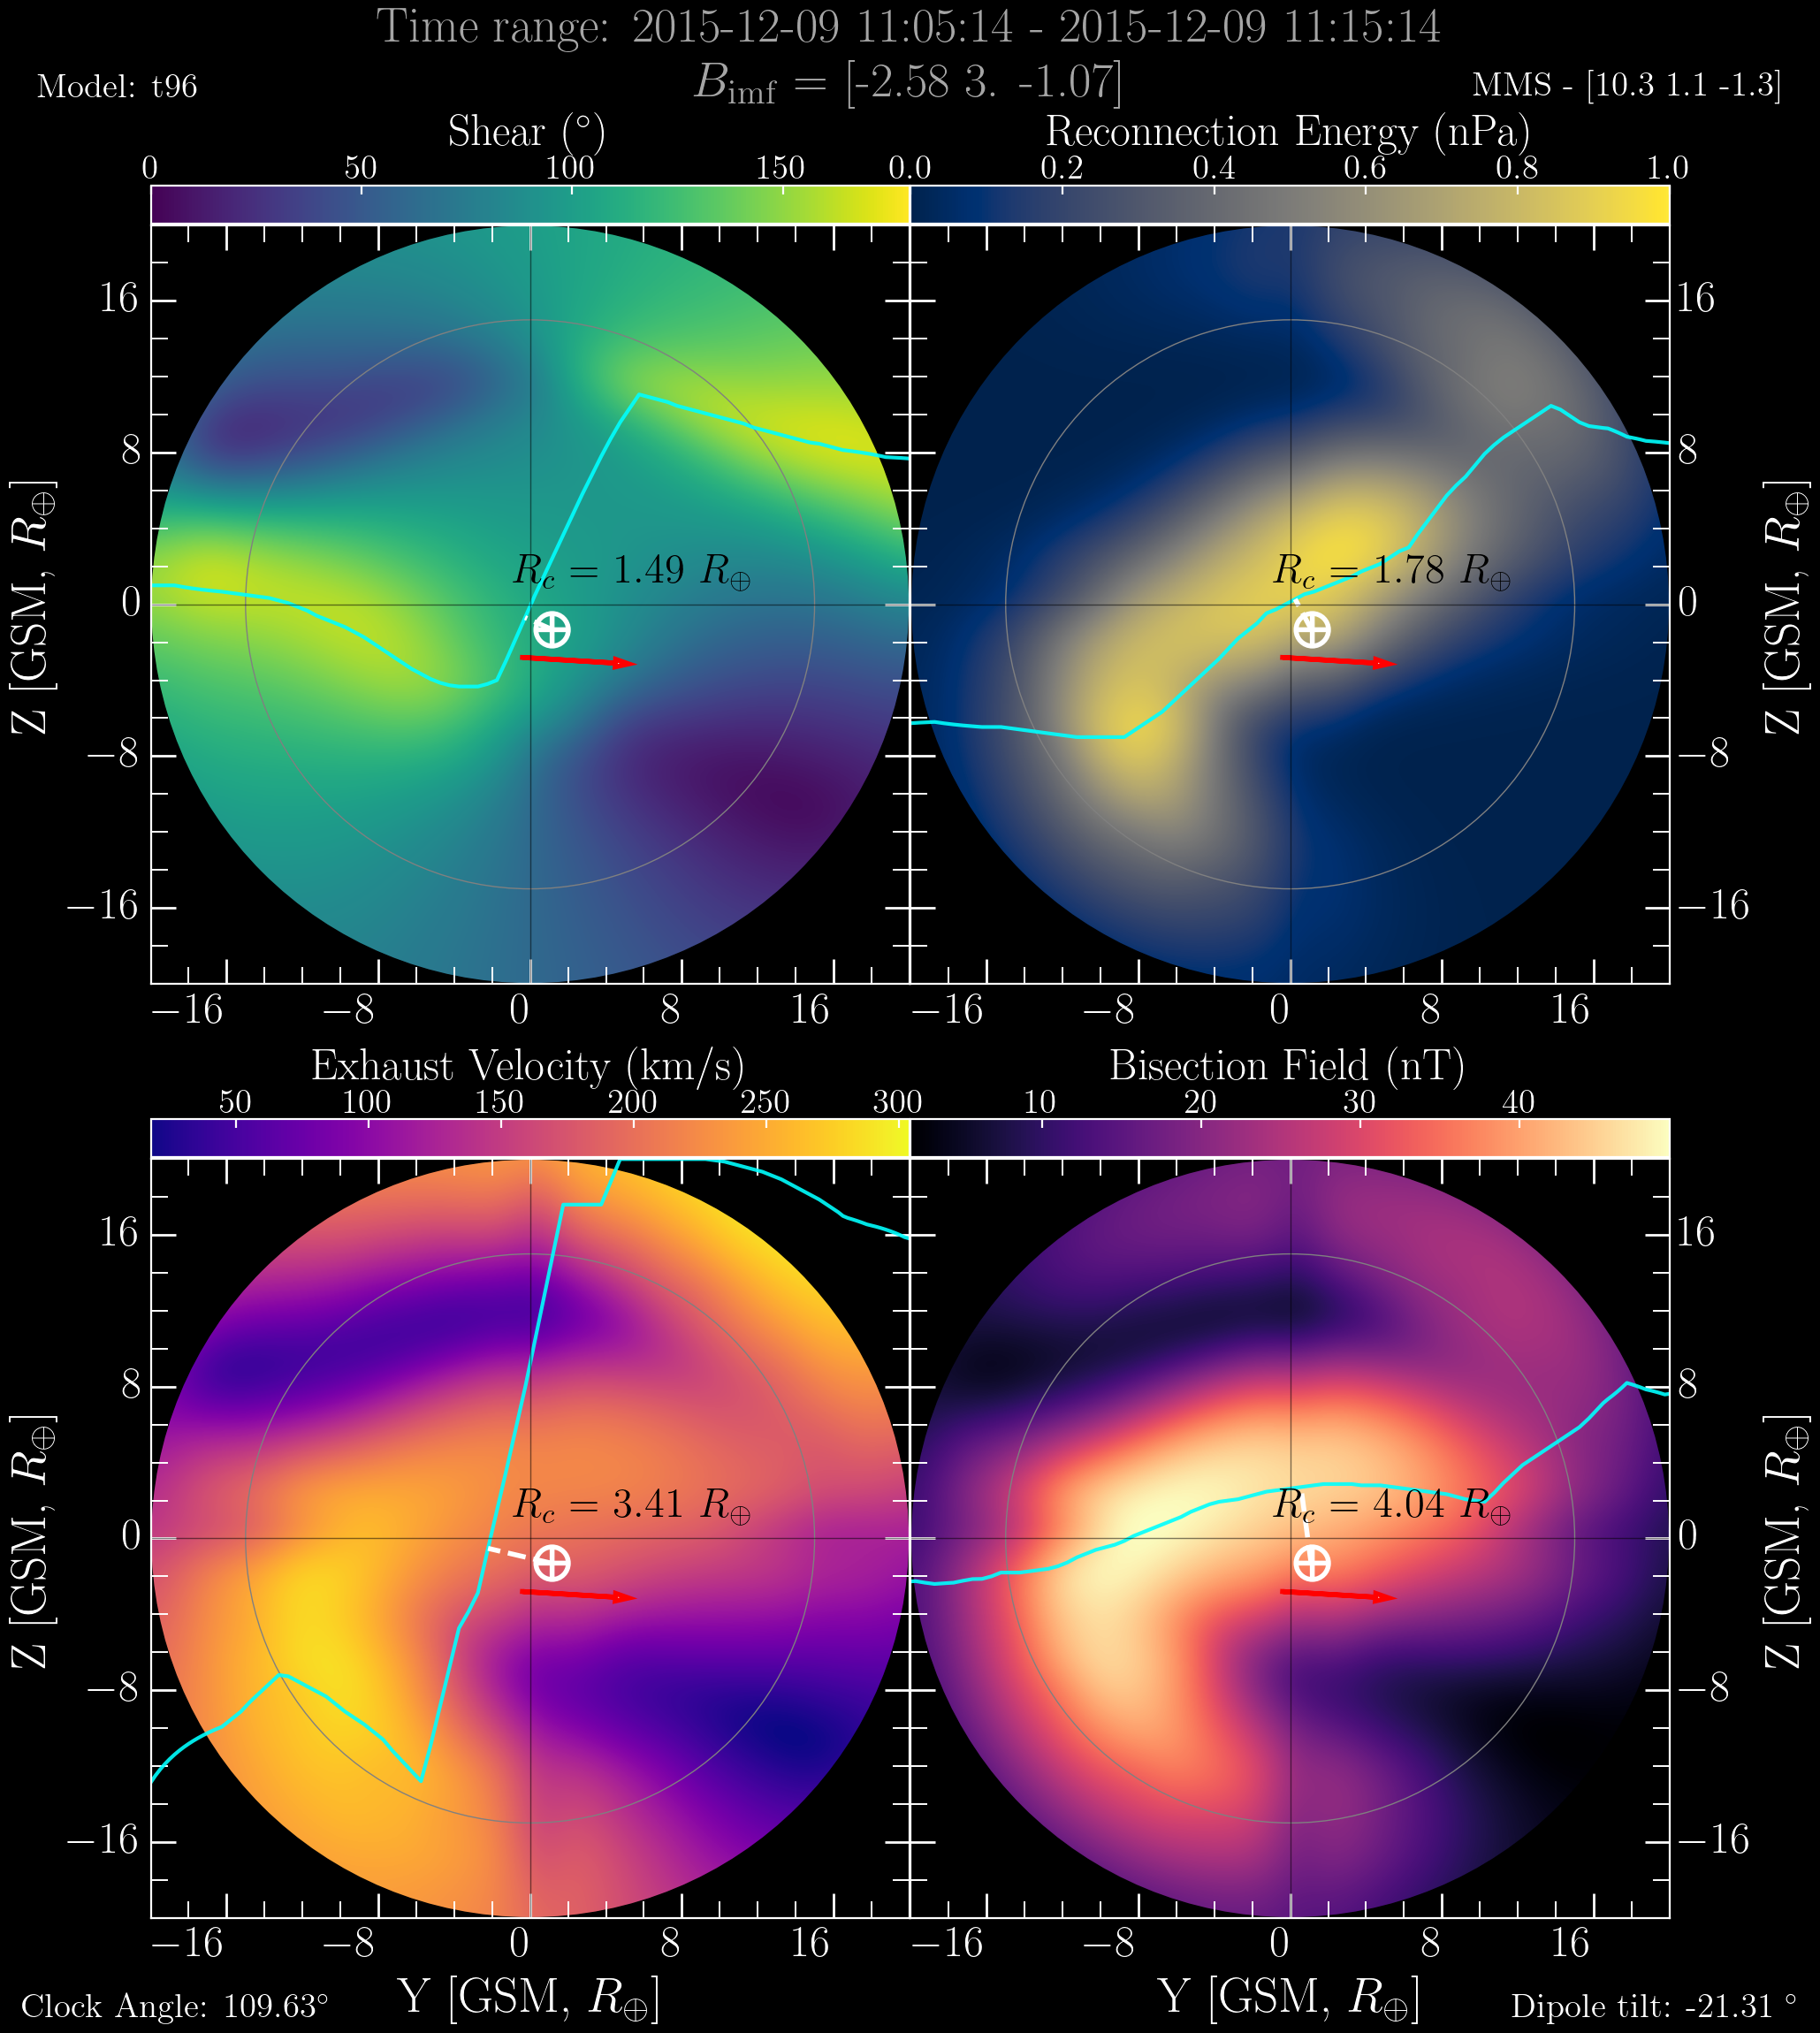 Time range: 2015-12-09 11:05:14 - 2015-12-09 11:15:14
Model: t96
B_imf = [-2.58 3. -1.07]
MMS - [10.3 1.1 -1.3]
Shear (°)
Reconnection Energy (nPa)
0 50 100 150
0.0 0.2 0.4 0.6 0.8 1.0
16 8 0 −8 −16
Z [GSM, R⊕]
R_c = 1.49 R⊕
R_c = 1.78 R⊕
16 8 0 −8 −16
Z [GSM, R⊕]
−16 −8 0 8 16
−16 −8 0 8 16
Exhaust Velocity (km/s)
Bisection Field (nT)
50 100 150 200 250 300
10 20 30 40
16 8 0 −8 −16
Z [GSM, R⊕]
R_c = 3.41 R⊕
R_c = 4.04 R⊕
16 8 0 −8 −16
Z [GSM, R⊕]
−16 −8 0 8 16
−16 −8 0 8 16
Y [GSM, R⊕]
Y [GSM, R⊕]
Clock Angle: 109.63°
Dipole tilt: -21.31 °